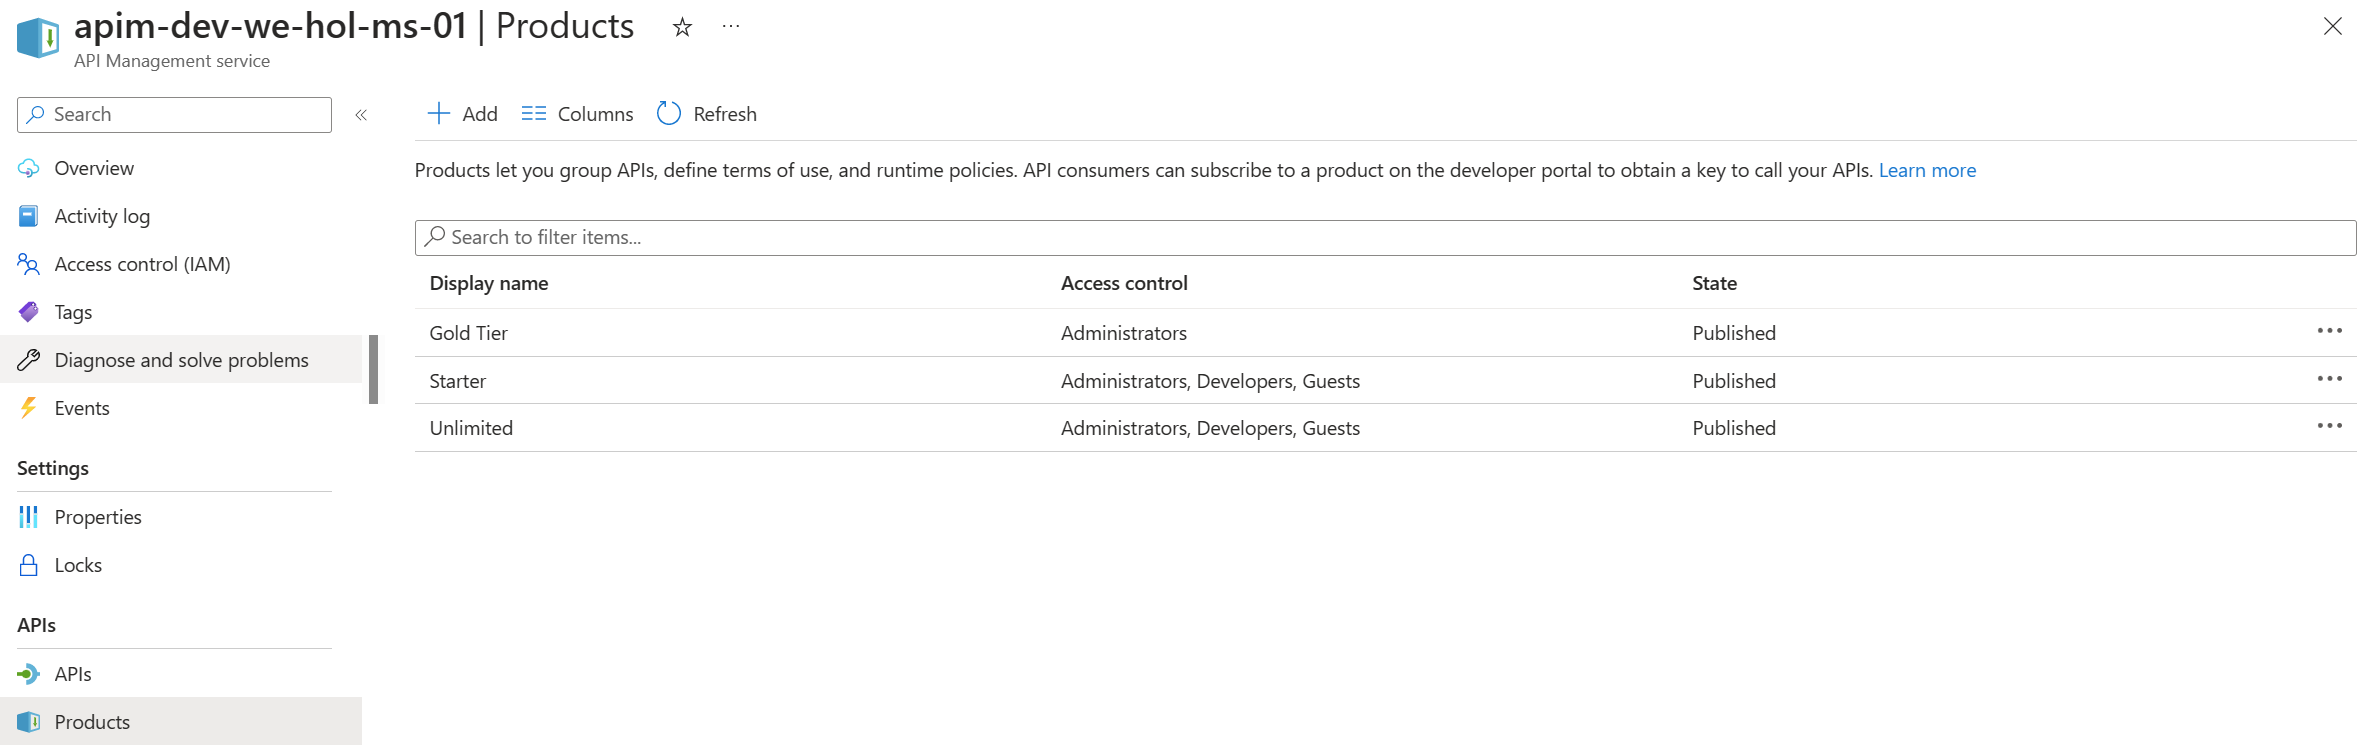 apim-dev-we-hol-ms-01 | Products
API Management service
Search
Overview
Activity log
Access control (IAM)
Tags
Diagnose and solve problems
Events
Settings
Properties
Locks
APIs
APIs
Products
Add Columns Refresh
Products let you group APIs, define terms of use, and runtime policies. API consumers can subscribe to a product on the developer portal to obtain a key to call your APIs. Learn more
Search to filter items...
Display name Access control State
Gold Tier Administrators Published
Starter Administrators, Developers, Guests Published
Unlimited Administrators, Developers, Guests Published